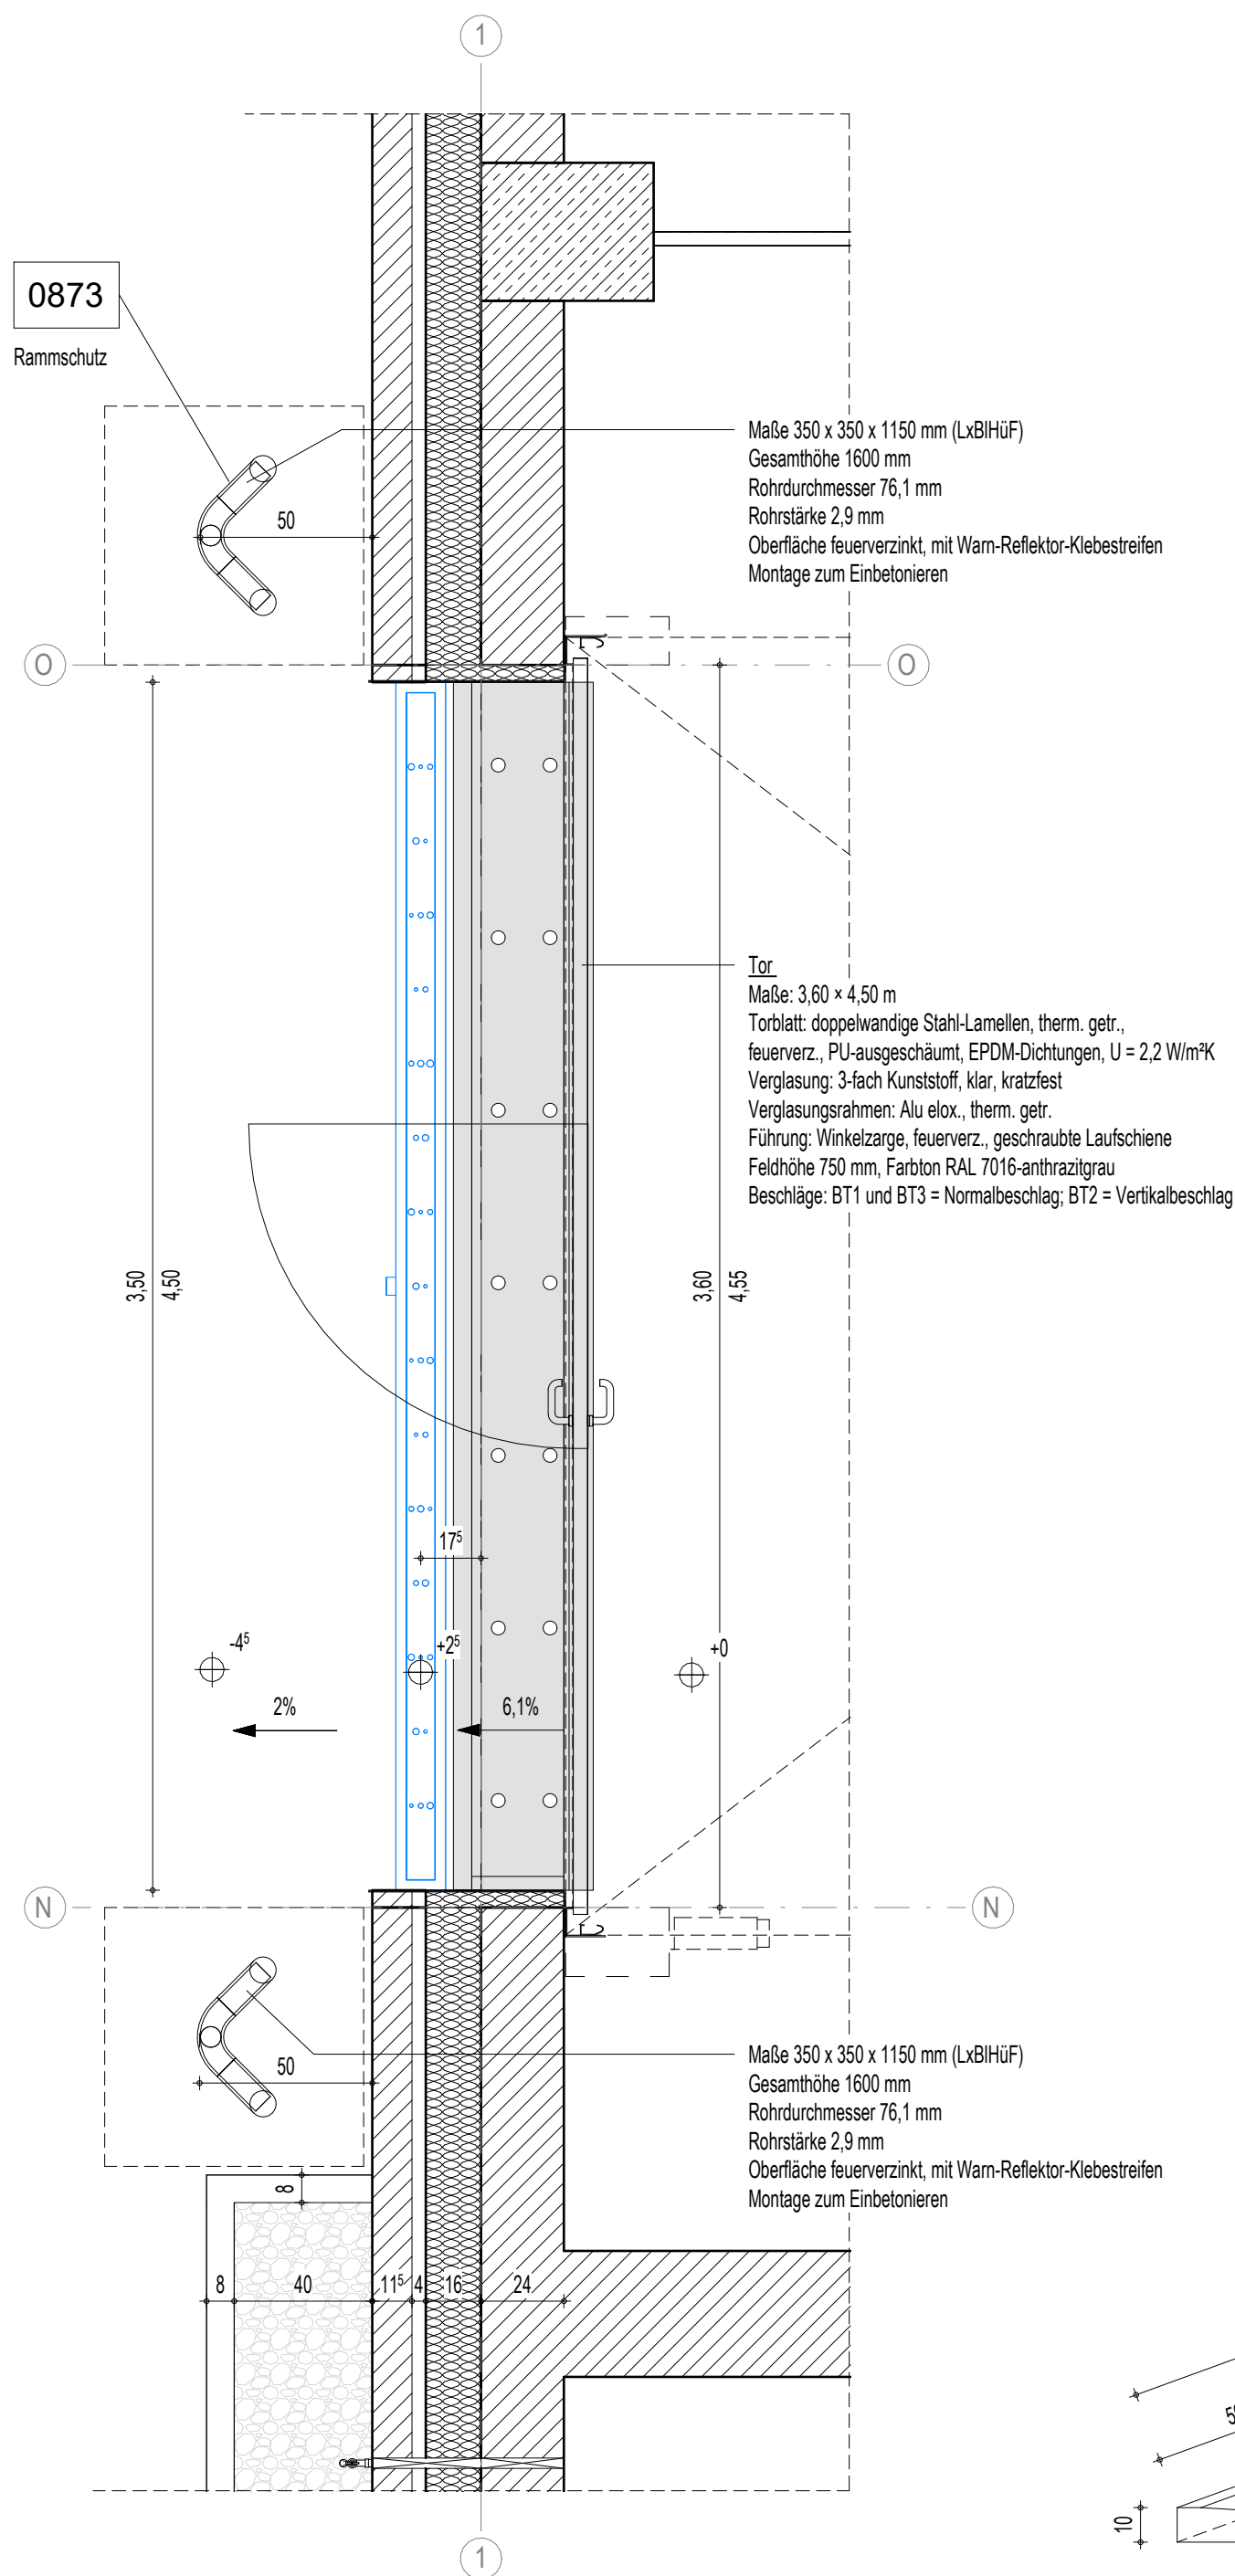 1
0873
Rammschutz
Maße 350 x 350 x 1150 mm (LxBlHüF)
Gesamthöhe 1600 mm
Rohrdurchmesser 76,1 mm
Rohrstärke 2,9 mm
Oberfläche feuerverzinkt, mit Warn-Reflektor-Klebestreifen
Montage zum Einbetonieren
50
O
O
Tor
Maße: 3,60 × 4,50 m
Torblatt: doppelwandige Stahl-Lamellen, therm. getr.,
feuerverz., PU-ausgeschäumt, EPDM-Dichtungen, U = 2,2 W/m²K
Verglasung: 3-fach Kunststoff, klar, kratzfest
Verglasungsrahmen: Alu elox., therm. getr.
Führung: Winkelzarge, feuerverz., geschraubte Laufschiene
Feldhöhe 750 mm, Farbton RAL 7016-anthrazitgrau
Beschläge: BT1 und BT3 = Normalbeschlag; BT2 = Vertikalbeschlag
3,50
4,50
3,60
4,55
17⁵
-4⁵
+2⁵
+0
2%
6,1%
N
N
50
Maße 350 x 350 x 1150 mm (LxBlHüF)
Gesamthöhe 1600 mm
Rohrdurchmesser 76,1 mm
Rohrstärke 2,9 mm
Oberfläche feuerverzinkt, mit Warn-Reflektor-Klebestreifen
Montage zum Einbetonieren
8
8
40
11⁵
4
16
24
10
1